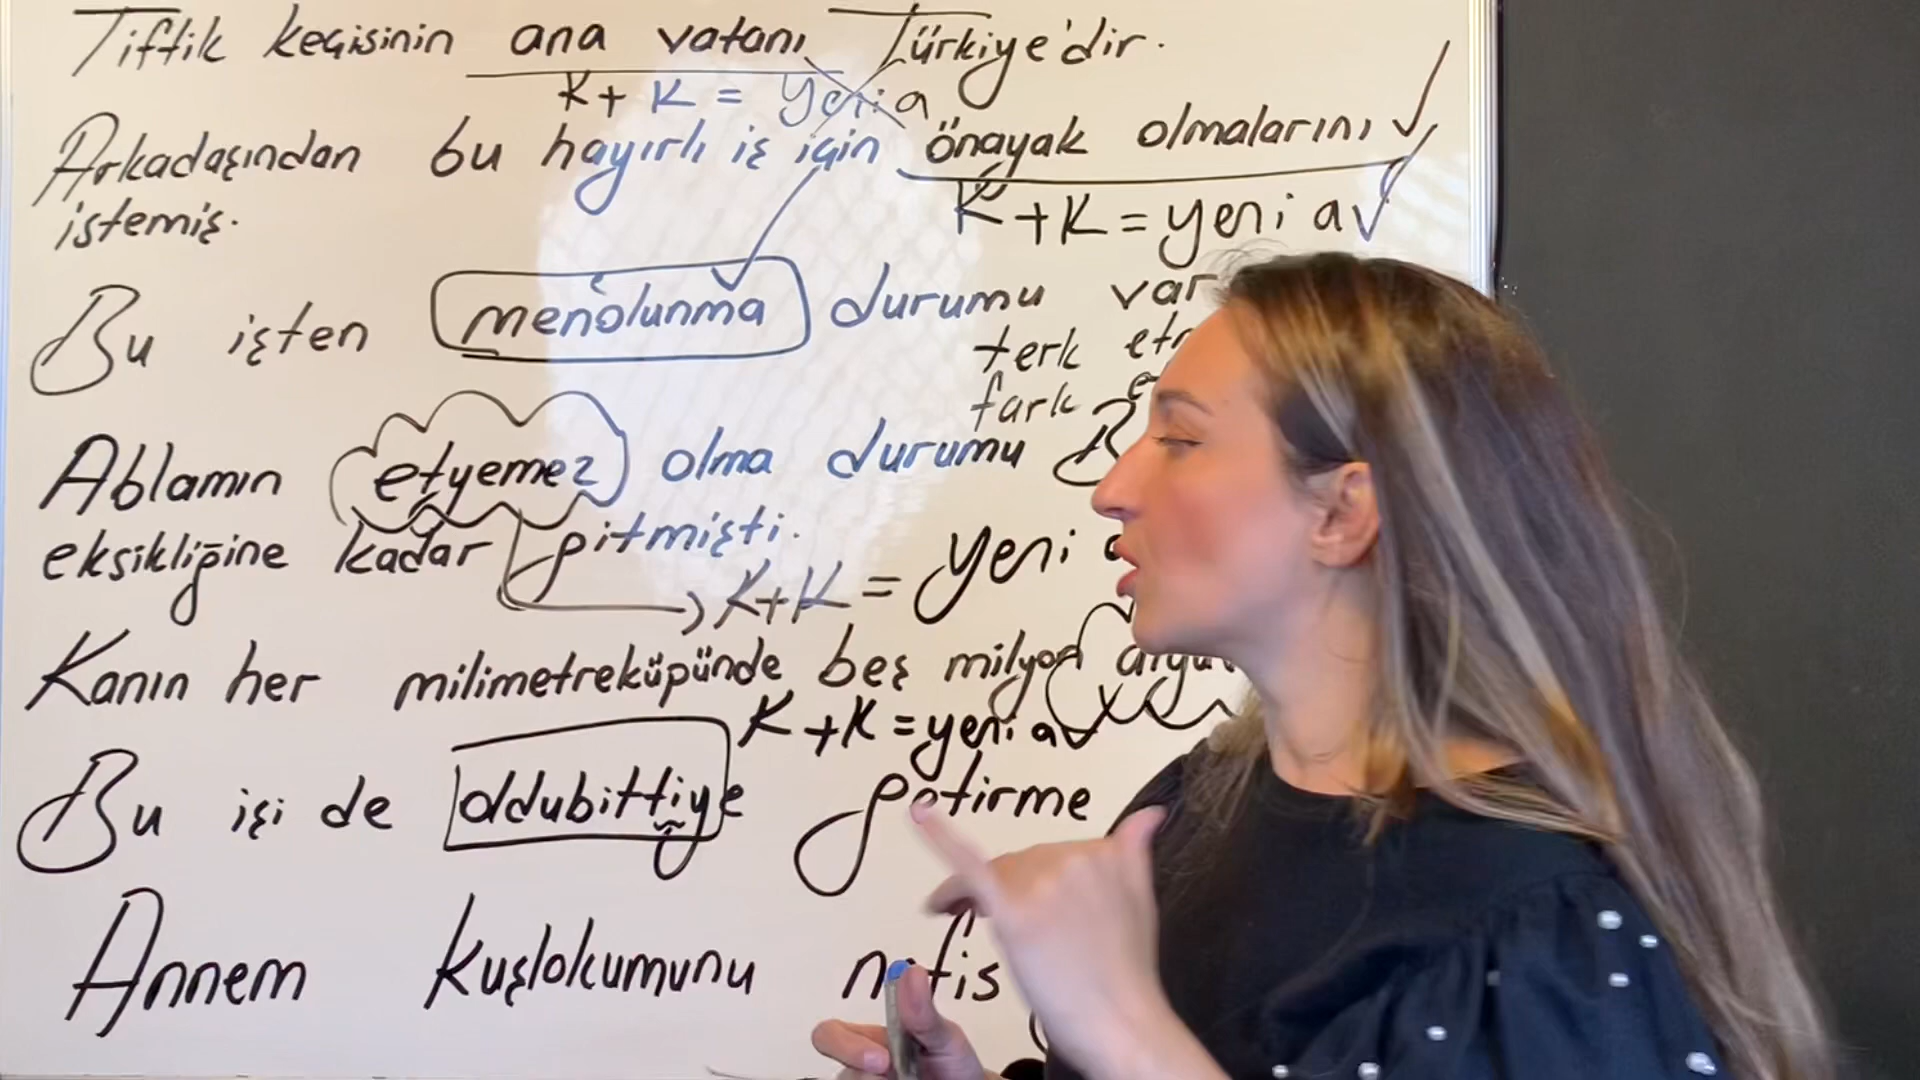 Tiftik keçisinin ana vatanı Türkiye'dir.
K+K = yeni a
Arkadaşından bu hayırlı iş için önayak olmalarını
istemiş.
K+K = yeni a
Bu işten menolunma durumu var
terk
fark
Ablamın etyemez olma durumu B
eksikliğine kadar gitmişti.
K+K = yeni
Kanın her milimetreküpünde beş milyon
K+K = yeni a
Bu işi de oldubittiye getirme
Annem kuşlokumunu nefis